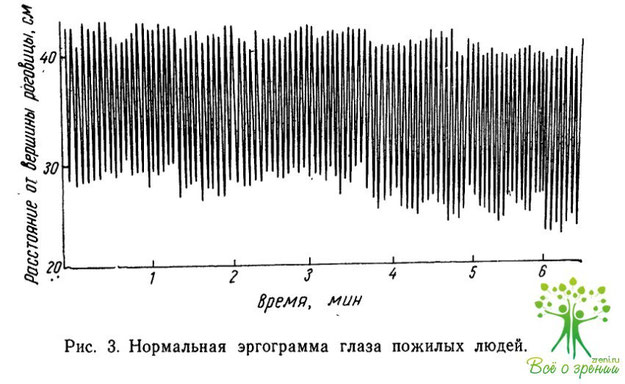 Расстояние от вершины роговицы, см
40
30
20
1 2 3 4 5 6
время, мин
Рис. 3. Нормальная эргограмма глаза пожилых людей.
zreni.ru
Всё о зрении